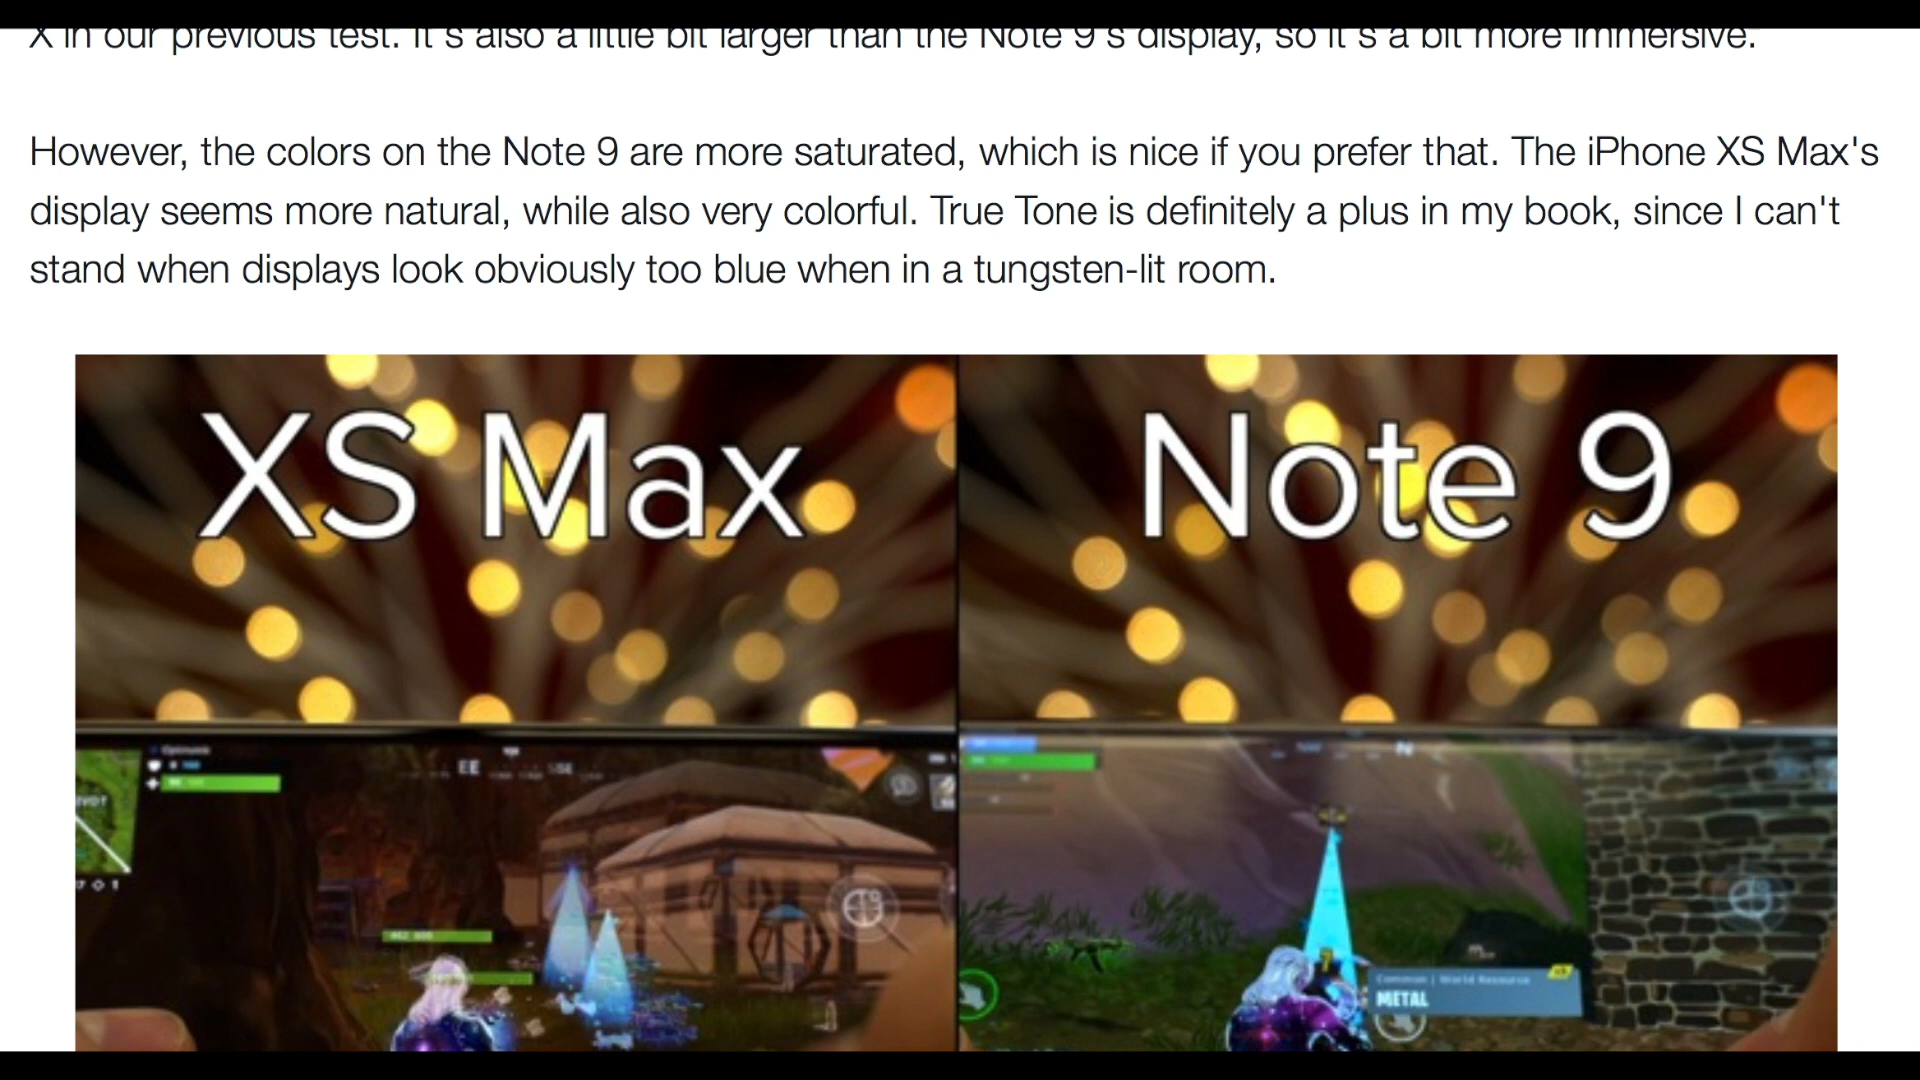 X in our previous test. It's also a little bit larger than the Note 9's display, so it's a bit more immersive.
However, the colors on the Note 9 are more saturated, which is nice if you prefer that. The iPhone XS Max's
display seems more natural, while also very colorful. True Tone is definitely a plus in my book, since I can't
stand when displays look obviously too blue when in a tungsten-lit room.
XS Max
Note 9
Common | World Resource
METAL